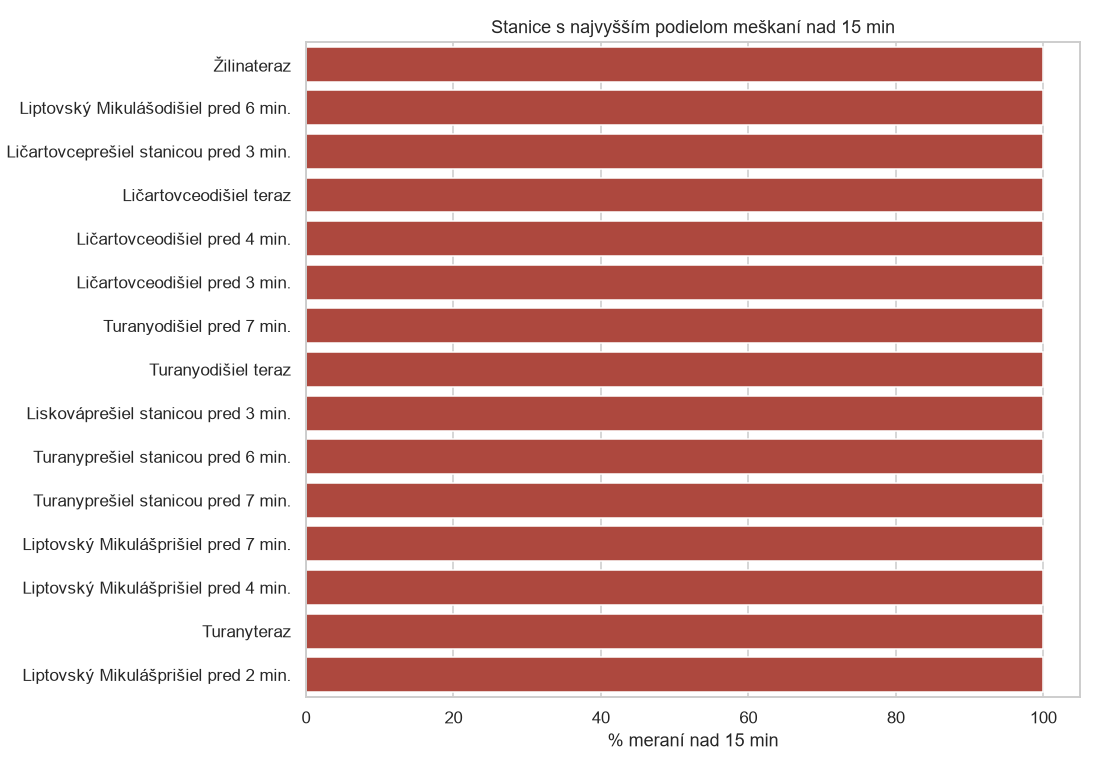 Stanice s najvyšším podielom meškaní nad 15 min
Žilinateraz
Liptovský Mikulášodišiel pred 6 min.
Ličartovceprešiel stanicou pred 3 min.
Ličartovceodišiel teraz
Ličartovceodišiel pred 4 min.
Ličartovceodišiel pred 3 min.
Turanyodišiel pred 7 min.
Turanyodišiel teraz
Liskováprešiel stanicou pred 3 min.
Turanyprešiel stanicou pred 6 min.
Turanyprešiel stanicou pred 7 min.
Liptovský Mikulášprišiel pred 7 min.
Liptovský Mikulášprišiel pred 4 min.
Turanyteraz
Liptovský Mikulášprišiel pred 2 min.
0 20 40 60 80 100
% meraní nad 15 min